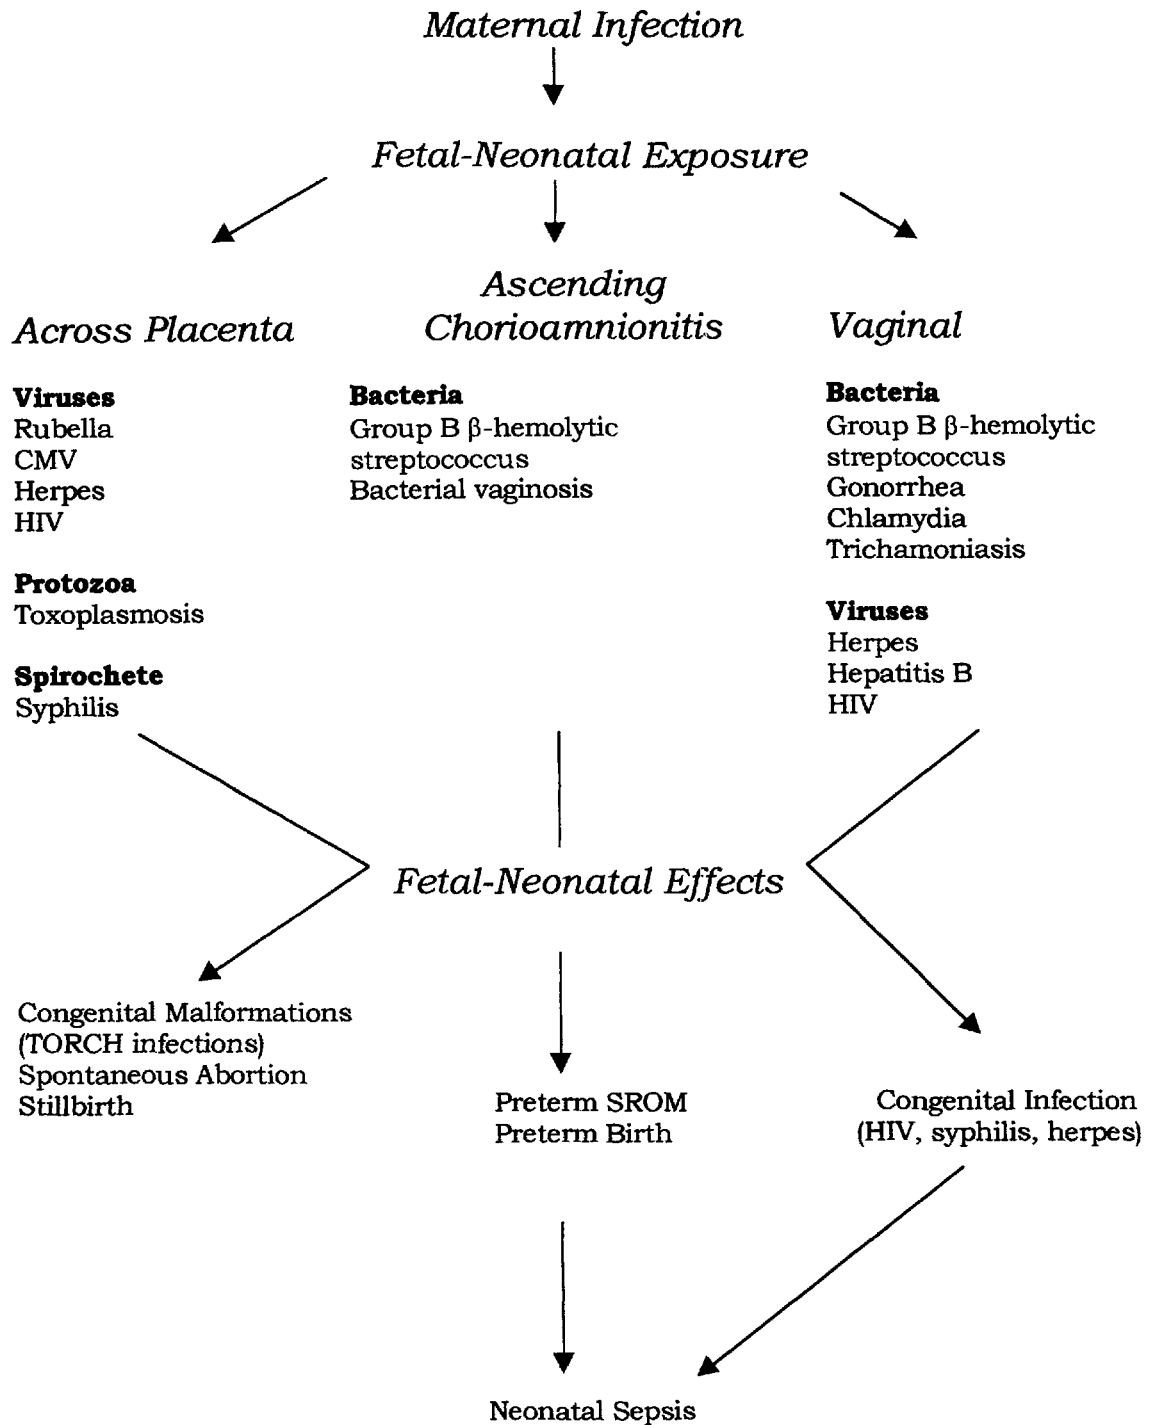 Maternal Infection
Fetal-Neonatal Exposure
Across Placenta
Viruses
Rubella
CMV
Herpes
HIV
Protozoa
Toxoplasmosis
Spirochete
Syphilis
Ascending
Chorioamnionitis
Bacteria
Group B β-hemolytic
streptococcus
Bacterial vaginosis
Vaginal
Bacteria
Group B β-hemolytic
streptococcus
Gonorrhea
Chlamydia
Trichamoniasis
Viruses
Herpes
Hepatitis B
HIV
Fetal-Neonatal Effects
Congenital Malformations
(TORCH infections)
Spontaneous Abortion
Stillbirth
Preterm SROM
Preterm Birth
Congenital Infection
(HIV, syphilis, herpes)
Neonatal Sepsis